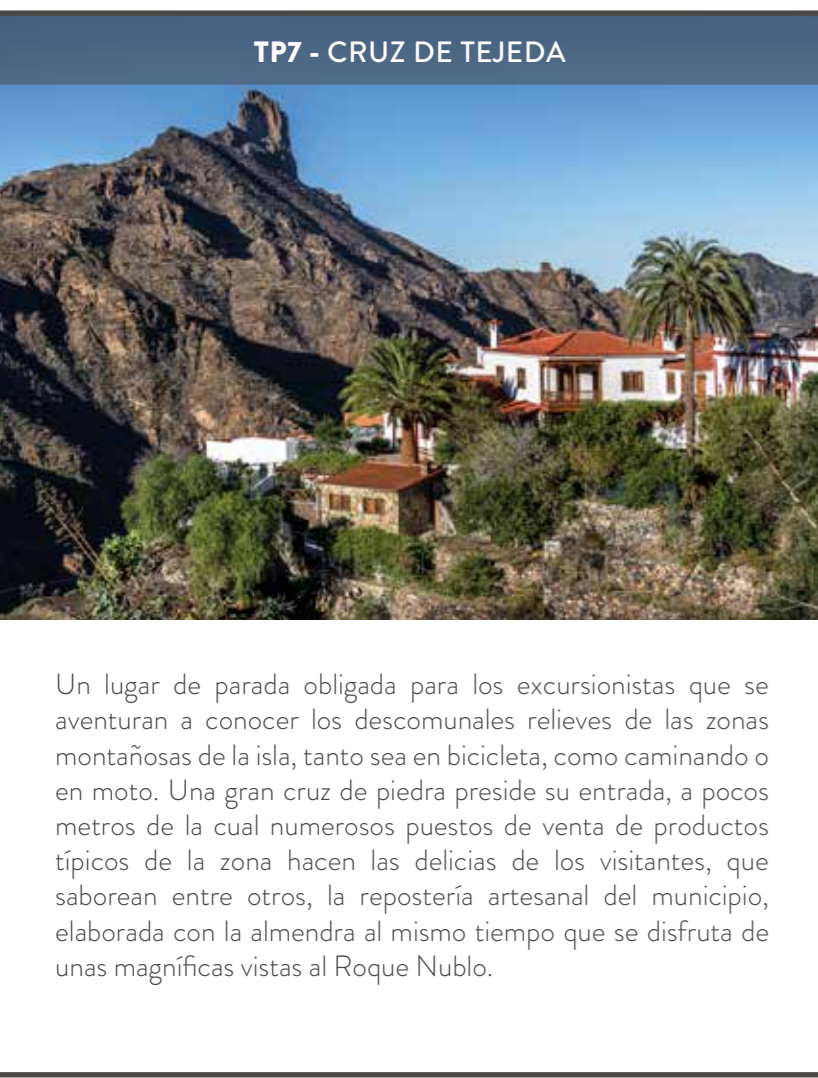 TP7 - CRUZ DE TEJEDA
Un lugar de parada obligada para los excursionistas que se
aventuran a conocer los descomunales relieves de las zonas
montañosas de la isla, tanto sea en bicicleta, como caminando o
en moto. Una gran cruz de piedra preside su entrada, a pocos
metros de la cual numerosos puestos de venta de productos
típicos de la zona hacen las delicias de los visitantes, que
saborean entre otros, la repostería artesanal del municipio,
elaborada con la almendra al mismo tiempo que se disfruta de
unas magníficas vistas al Roque Nublo.